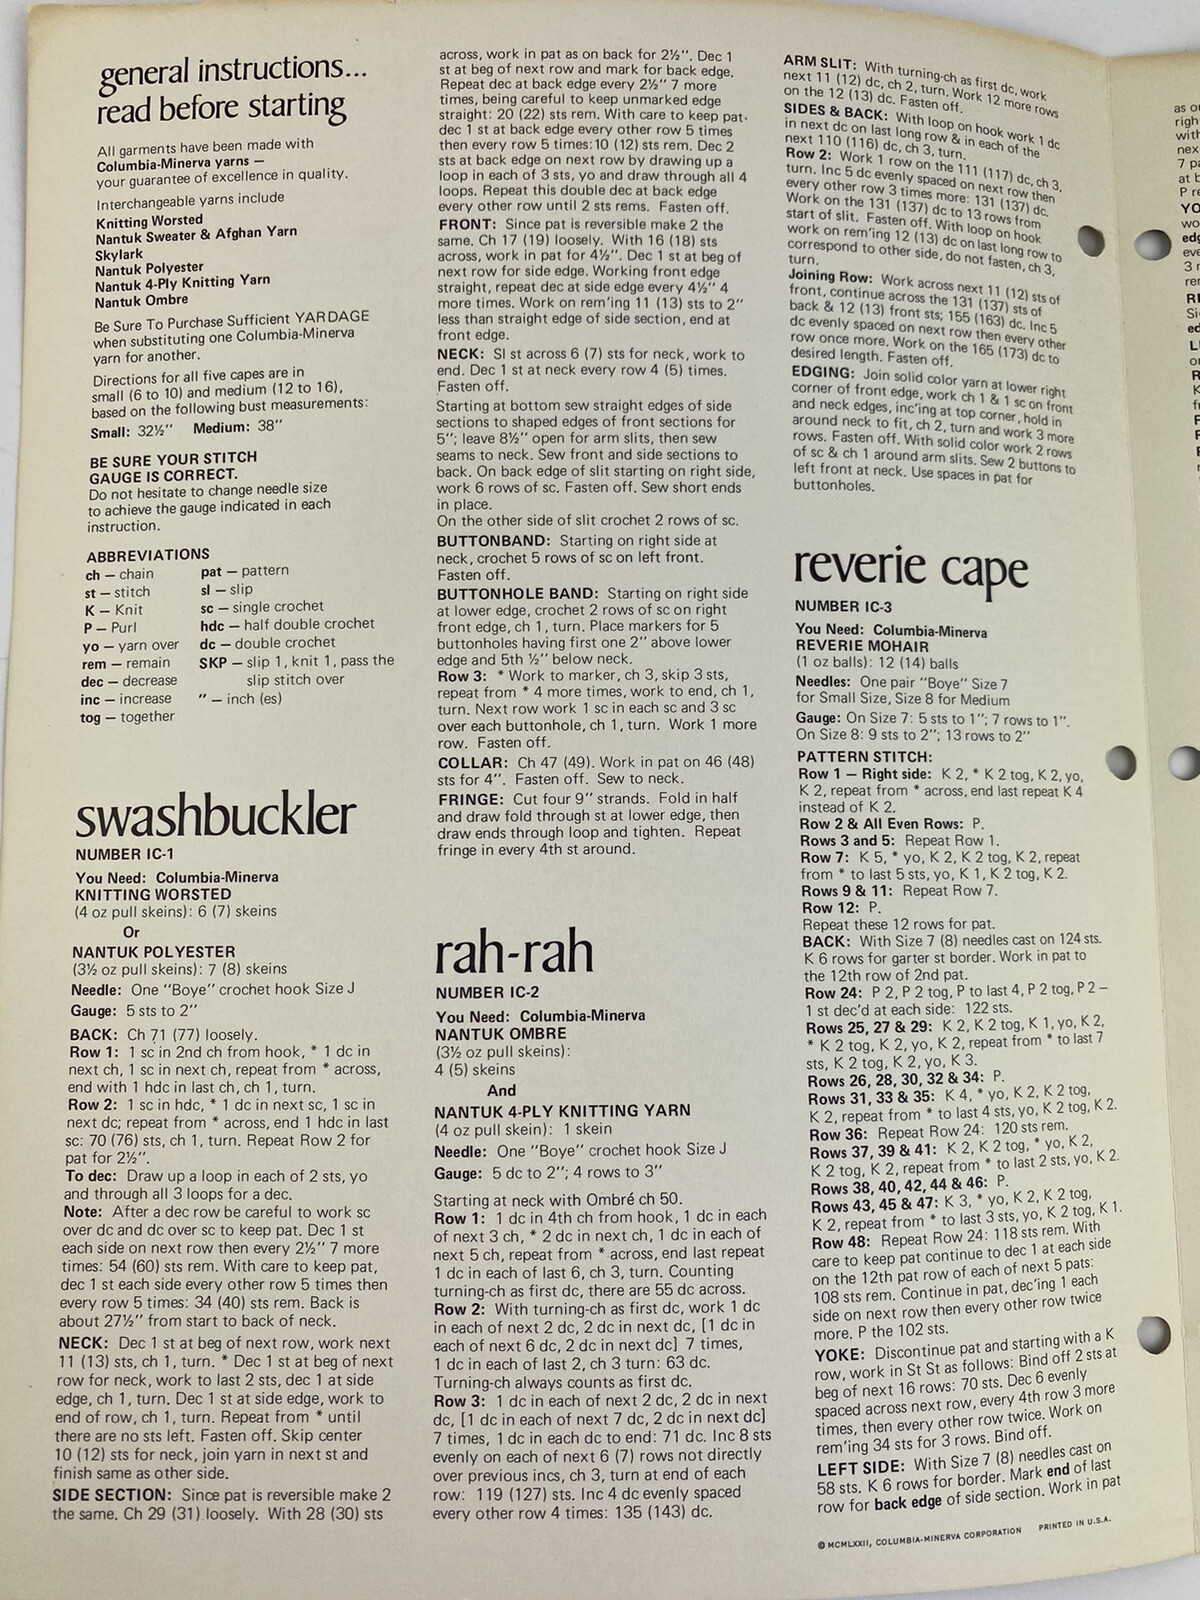 general instructions...
read before starting
All garments have been made with
Columbia-Minerva yarns —
your guarantee of excellence in quality.
Interchangeable yarns include
Knitting Worsted
Nantuk Sweater & Afghan Yarn
Skylark
Nantuk Polyester
Nantuk 4-Ply Knitting Yarn
Nantuk Ombre
Be Sure To Purchase Sufficient YARDAGE
when substituting one Columbia-Minerva
yarn for another.
Directions for all five capes are in
small (6 to 10) and medium (12 to 16),
based on the following bust measurements:
Small: 32½" Medium: 38"
BE SURE YOUR STITCH
GAUGE IS CORRECT.
Do not hesitate to change needle size
to achieve the gauge indicated in each
instruction.
ABBREVIATIONS
ch — chain
st — stitch
K — Knit
P — Purl
yo — yarn over
rem — remain
dec — decrease
inc — increase
tog — together
pat — pattern
sl — slip
sc — single crochet
hdc — half double crochet
dc — double crochet
SKP — slip 1, knit 1, pass the
slip stitch over
" — inch (es)
swashbuckler
NUMBER IC-1
You Need: Columbia-Minerva
KNITTING WORSTED
(4 oz pull skeins): 6 (7) skeins
Or
NANTUK POLYESTER
(3½ oz pull skeins): 7 (8) skeins
Needle: One "Boye" crochet hook Size J
Gauge: 5 sts to 2"
BACK: Ch 71 (77) loosely.
Row 1: 1 sc in 2nd ch from hook, * 1 dc in
next ch, 1 sc in next ch, repeat from * across,
end with 1 hdc in last ch, ch 1, turn.
Row 2: 1 sc in hdc, * 1 dc in next sc, 1 sc in
next dc; repeat from * across, end 1 hdc in last
sc: 70 (76) sts, ch 1, turn. Repeat Row 2 for
pat for 2½".
To dec: Draw up a loop in each of 2 sts, yo
and through all 3 loops for a dec.
Note: After a dec row be careful to work sc
over dc and dc over sc to keep pat. Dec 1 st
each side on next row then every 2½" 7 more
times: 54 (60) sts rem. With care to keep pat,
dec 1 st each side every other row 5 times then
every row 5 times: 34 (40) sts rem. Back is
about 27½" from start to back of neck.
NECK: Dec 1 st at beg of next row, work next
11 (13) sts, ch 1, turn. * Dec 1 st at beg of next
row for neck, work to last 2 sts, dec 1 at side
edge, ch 1, turn. Dec 1 st at side edge, work to
end of row, ch 1, turn. Repeat from * until
there are no sts left. Fasten off. Skip center
10 (12) sts for neck, join yarn in next st and
finish same as other side.
SIDE SECTION: Since pat is reversible make 2
the same. Ch 29 (31) loosely. With 28 (30) sts
across, work in pat as on back for 2½". Dec 1
st at beg of next row and mark for back edge.
Repeat dec at back edge every 2½" 7 more
times, being careful to keep unmarked edge
straight: 20 (22) sts rem. With care to keep pat.
dec 1 st at back edge every other row 5 times
then every row 5 times: 10 (12) sts rem. Dec 2
sts at back edge on next row by drawing up a
loop in each of 3 sts, yo and draw through all 4
loops. Repeat this double dec at back edge
every other row until 2 sts rems. Fasten off.
FRONT: Since pat is reversible make 2 the
same. Ch 17 (19) loosely. With 16 (18) sts
across, work in pat for 4½". Dec 1 st at beg of
next row for side edge. Working front edge
straight, repeat dec at side edge every 4½" 4
more times. Work on rem'ing 11 (13) sts to 2"
less than straight edge of side section, end at
front edge.
NECK: Sl st across 6 (7) sts for neck, work to
end. Dec 1 st at neck every row 4 (5) times.
Fasten off.
Starting at bottom sew straight edges of side
sections to shaped edges of front sections for
5"; leave 8½" open for arm slits, then sew
seams to neck. Sew front and side sections to
back. On back edge of slit starting on right side,
work 6 rows of sc. Fasten off. Sew short ends
in place.
On the other side of slit crochet 2 rows of sc.
BUTTONBAND: Starting on right side at
neck, crochet 5 rows of sc on left front.
Fasten off.
BUTTONHOLE BAND: Starting on right side
at lower edge, crochet 2 rows of sc on right
front edge, ch 1, turn. Place markers for 5
buttonholes having first one 2" above lower
edge and 5th ½" below neck.
Row 3: * Work to marker, ch 3, skip 3 sts,
repeat from * 4 more times, work to end, ch 1,
turn. Next row work 1 sc in each sc and 3 sc
over each buttonhole, ch 1, turn. Work 1 more
row. Fasten off.
COLLAR: Ch 47 (49). Work in pat on 46 (48)
sts for 4". Fasten off. Sew to neck.
FRINGE: Cut four 9" strands. Fold in half
and draw fold through st at lower edge, then
draw ends through loop and tighten. Repeat
fringe in every 4th st around.
rah-rah
NUMBER IC-2
You Need: Columbia-Minerva
NANTUK OMBRE
(3½ oz pull skeins):
4 (5) skeins
And
NANTUK 4-PLY KNITTING YARN
(4 oz pull skein): 1 skein
Needle: One "Boye" crochet hook Size J
Gauge: 5 dc to 2"; 4 rows to 3"
Starting at neck with Ombré ch 50.
Row 1: 1 dc in 4th ch from hook, 1 dc in each
of next 3 ch, * 2 dc in next ch, 1 dc in each of
next 5 ch, repeat from * across, end last repeat
1 dc in each of last 6, ch 3, turn. Counting
turning-ch as first dc, there are 55 dc across.
Row 2: With turning-ch as first dc, work 1 dc
in each of next 2 dc, 2 dc in next dc, [1 dc in
each of next 6 dc, 2 dc in next dc] 7 times,
1 dc in each of last 2, ch 3 turn: 63 dc.
Turning-ch always counts as first dc.
Row 3: 1 dc in each of next 2 dc, 2 dc in next
dc, [1 dc in each of next 7 dc, 2 dc in next dc]
7 times, 1 dc in each dc to end: 71 dc. Inc 8 sts
evenly on each of next 6 (7) rows not directly
over previous incs, ch 3, turn at end of each
row: 119 (127) sts. Inc 4 dc evenly spaced
every other row 4 times: 135 (143) dc.
ARM SLIT: With turning-ch as first dc, work
next 11 (12) dc, ch 2, turn. Work 12 more rows
on the 12 (13) dc. Fasten off.
SIDES & BACK: With loop on hook work 1 dc
in next dc on last long row & in each of the
next 110 (116) dc, ch 3, turn.
Row 2: Work 1 row on the 111 (117) dc, ch 3,
turn. Inc 5 dc evenly spaced on next row then
every other row 3 times more: 131 (137) dc.
Work on the 131 (137) dc to 13 rows from
start of slit. Fasten off. With loop on hook
work on rem'ing 12 (13) dc on last long row to
correspond to other side, do not fasten, ch 3,
turn.
Joining Row: Work across next 11 (12) sts of
front, continue across the 131 (137) sts of
back & 12 (13) front sts; 155 (163) dc. Inc 5
dc evenly spaced on next row then every other
row once more. Work on the 165 (173) dc to
desired length. Fasten off.
EDGING: Join solid color yarn at lower right
corner of front edge, work ch 1 & 1 sc on front
and neck edges, inc'ing at top corner, hold in
around neck to fit, ch 2, turn and work 3 more
rows. Fasten off. With solid color work 2 rows
of sc & ch 1 around arm slits. Sew 2 buttons to
left front at neck. Use spaces in pat for
buttonholes.
reverie cape
NUMBER IC-3
You Need: Columbia-Minerva
REVERIE MOHAIR
(1 oz balls): 12 (14) balls
Needles: One pair "Boye" Size 7
for Small Size, Size 8 for Medium
Gauge: On Size 7: 5 sts to 1"; 7 rows to 1".
On Size 8: 9 sts to 2"; 13 rows to 2"
PATTERN STITCH:
Row 1 — Right side: K 2, * K 2 tog, K 2, yo,
K 2, repeat from * across, end last repeat K 4
instead of K 2.
Row 2 & All Even Rows: P.
Rows 3 and 5: Repeat Row 1.
Row 7: K 5, * yo, K 2, K 2 tog, K 2, repeat
from * to last 5 sts, yo, K 1, K 2 tog, K 2.
Rows 9 & 11: Repeat Row 7.
Row 12: P.
Repeat these 12 rows for pat.
BACK: With Size 7 (8) needles cast on 124 sts.
K 6 rows for garter st border. Work in pat to
the 12th row of 2nd pat.
Row 24: P 2, P 2 tog, P to last 4, P 2 tog, P 2 —
1 st dec'd at each side: 122 sts.
Rows 25, 27 & 29: K 2, K 2 tog, K 1, yo, K 2,
* K 2 tog, K 2, yo, K 2, repeat from * to last 7
sts, K 2 tog, K 2, yo, K 3.
Rows 26, 28, 30, 32 & 34: P.
Rows 31, 33 & 35: K 4, * yo, K 2, K 2 tog,
K 2, repeat from * to last 4 sts, yo, K 2 tog, K 2.
Row 36: Repeat Row 24: 120 sts rem.
Rows 37, 39 & 41: K 2, K 2 tog, * yo, K 2,
K 2 tog, K 2, repeat from * to last 2 sts, yo, K 2.
Rows 38, 40, 42, 44 & 46: P.
Rows 43, 45 & 47: K 3, * yo, K 2, K 2 tog,
K 2, repeat from * to last 3 sts, yo, K 2 tog, K 1.
Row 48: Repeat Row 24: 118 sts rem. With
care to keep pat continue to dec 1 at each side
on the 12th pat row of each of next 5 pats:
108 sts rem. Continue in pat, dec'ing 1 each
side on next row then every other row twice
more. P the 102 sts.
YOKE: Discontinue pat and starting with a K
row, work in St St as follows: Bind off 2 sts at
beg of next 16 rows: 70 sts. Dec 6 evenly
spaced across next row, every 4th row 3 more
times, then every other row twice. Work on
rem'ing 34 sts for 3 rows. Bind off.
LEFT SIDE: With Size 7 (8) needles cast on
58 sts. K 6 rows for border. Mark end of last
row for back edge of side section. Work in pat
© MCMLXXII, COLUMBIA-MINERVA CORPORATION PRINTED IN U.S.A.